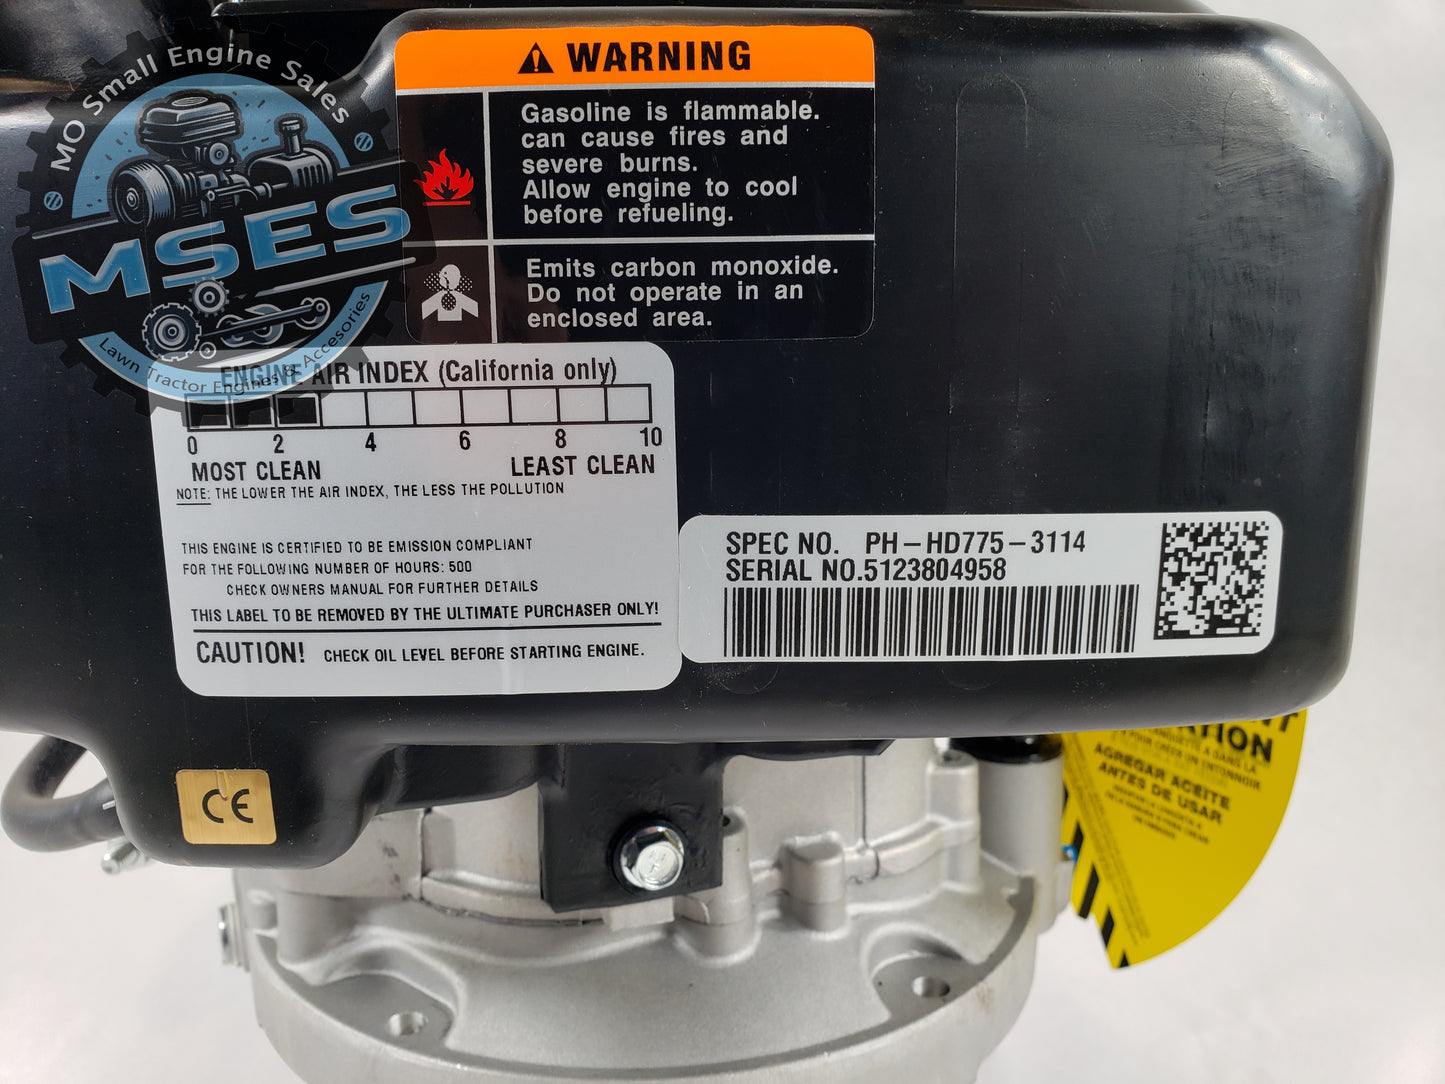 MO Small Engine Sales
MSES
Lawn Tractor Engines & Accesories
WARNING
Gasoline is flammable.
can cause fires and
severe burns.
Allow engine to cool
before refueling.
Emits carbon monoxide.
Do not operate in an
enclosed area.
ENGINE AIR INDEX (California only)
0 2 4 6 8 10
MOST CLEAN LEAST CLEAN
NOTE: THE LOWER THE AIR INDEX, THE LESS THE POLLUTION
THIS ENGINE IS CERTIFIED TO BE EMISSION COMPLIANT
FOR THE FOLLOWING NUMBER OF HOURS: 500
CHECK OWNERS MANUAL FOR FURTHER DETAILS
THIS LABEL TO BE REMOVED BY THE ULTIMATE PURCHASER ONLY!
CAUTION! CHECK OIL LEVEL BEFORE STARTING ENGINE.
SPEC NO. PH-HD775-3114
SERIAL NO.5123804958
CE
AGREGAR ACEITE
ANTES DE USAR